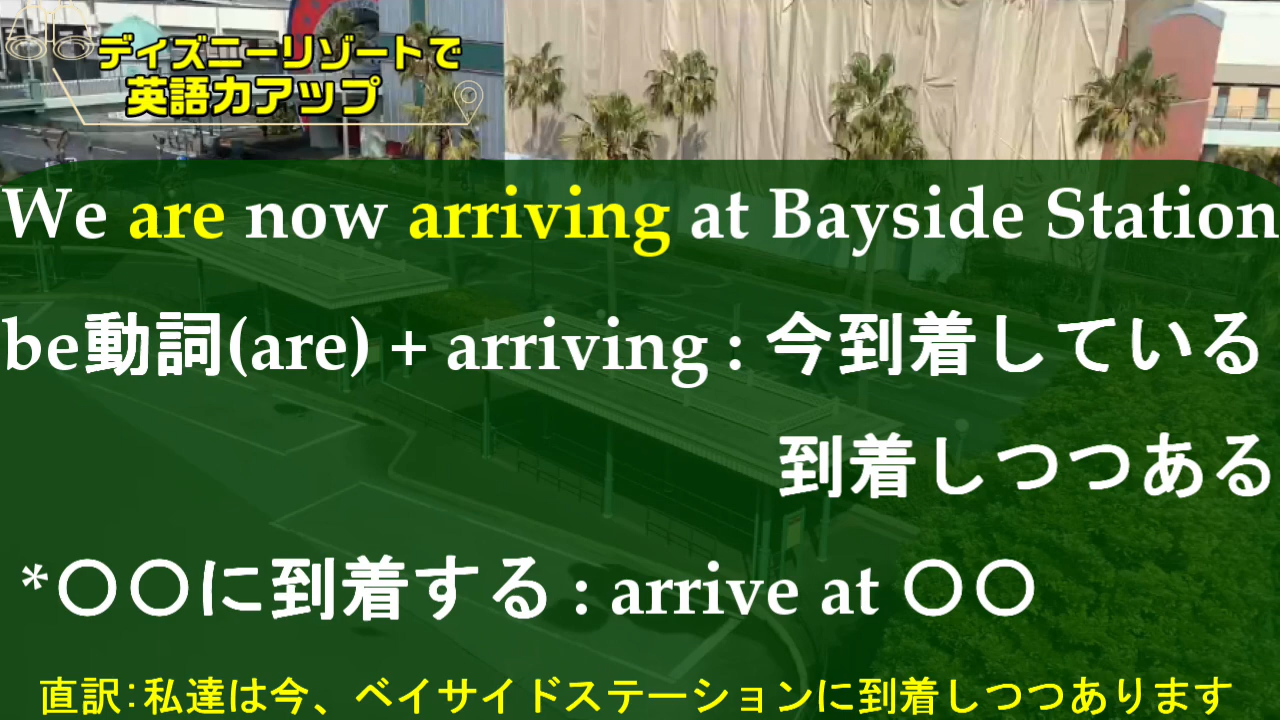 ディズニーリゾートで
英語力アップ
We are now arriving at Bayside Station
be動詞(are) + arriving : 今到着している
到着しつつある
*〇〇に到着する : arrive at 〇〇
直訳:私達は今、ベイサイドステーションに到着しつつあります